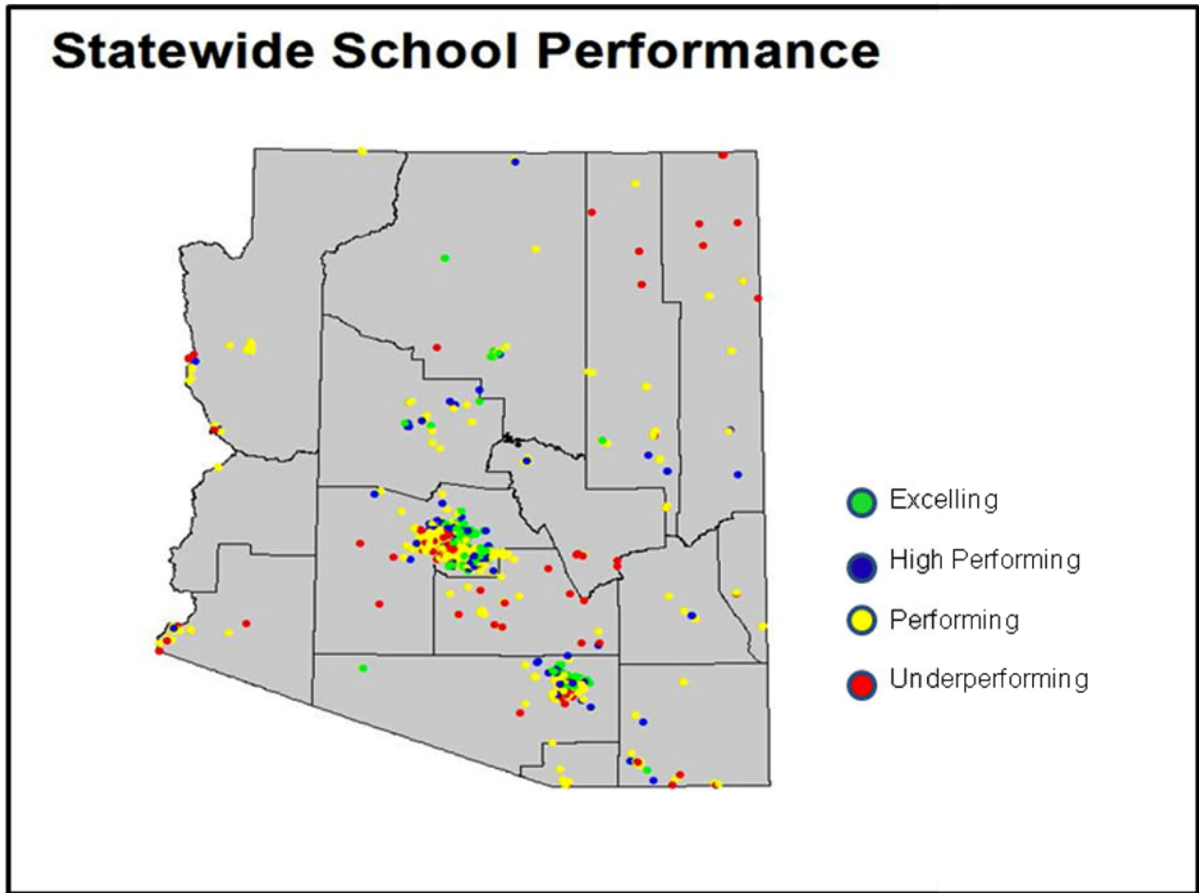 Statewide School Performance
Excelling
High Performing
Performing
Underperforming